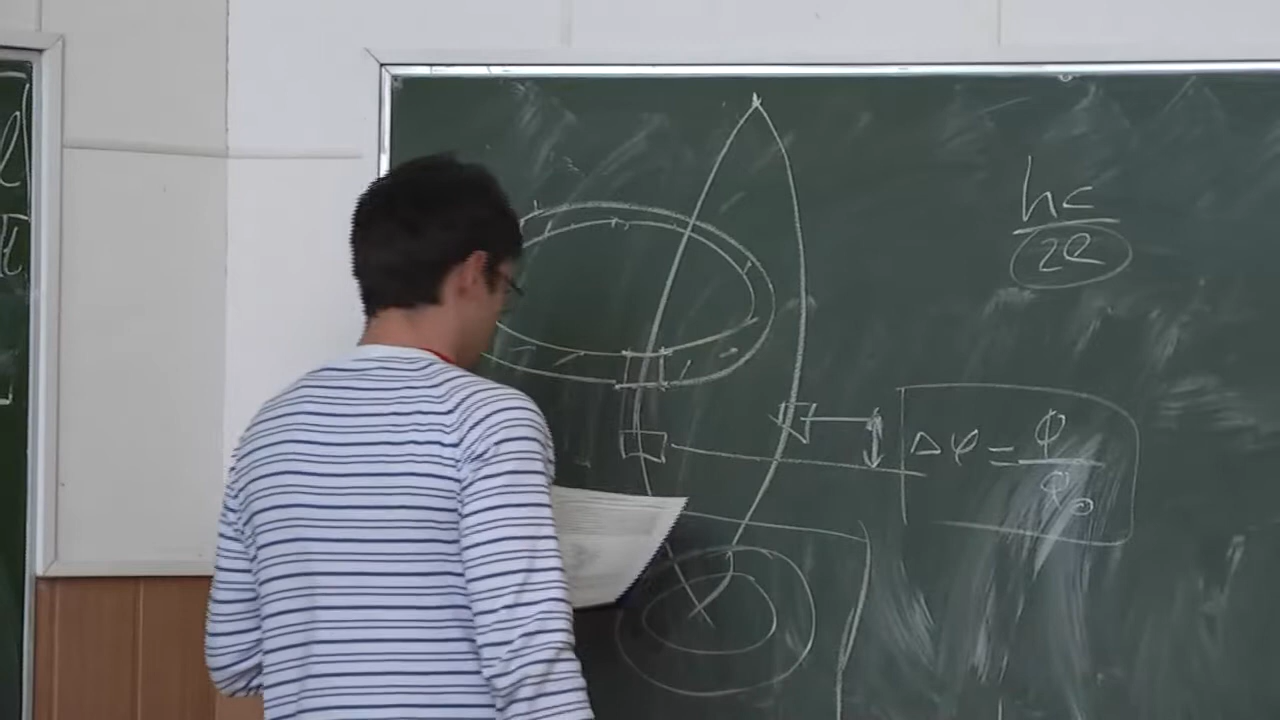 hc
2e
Δφ = Φ
Φ₀